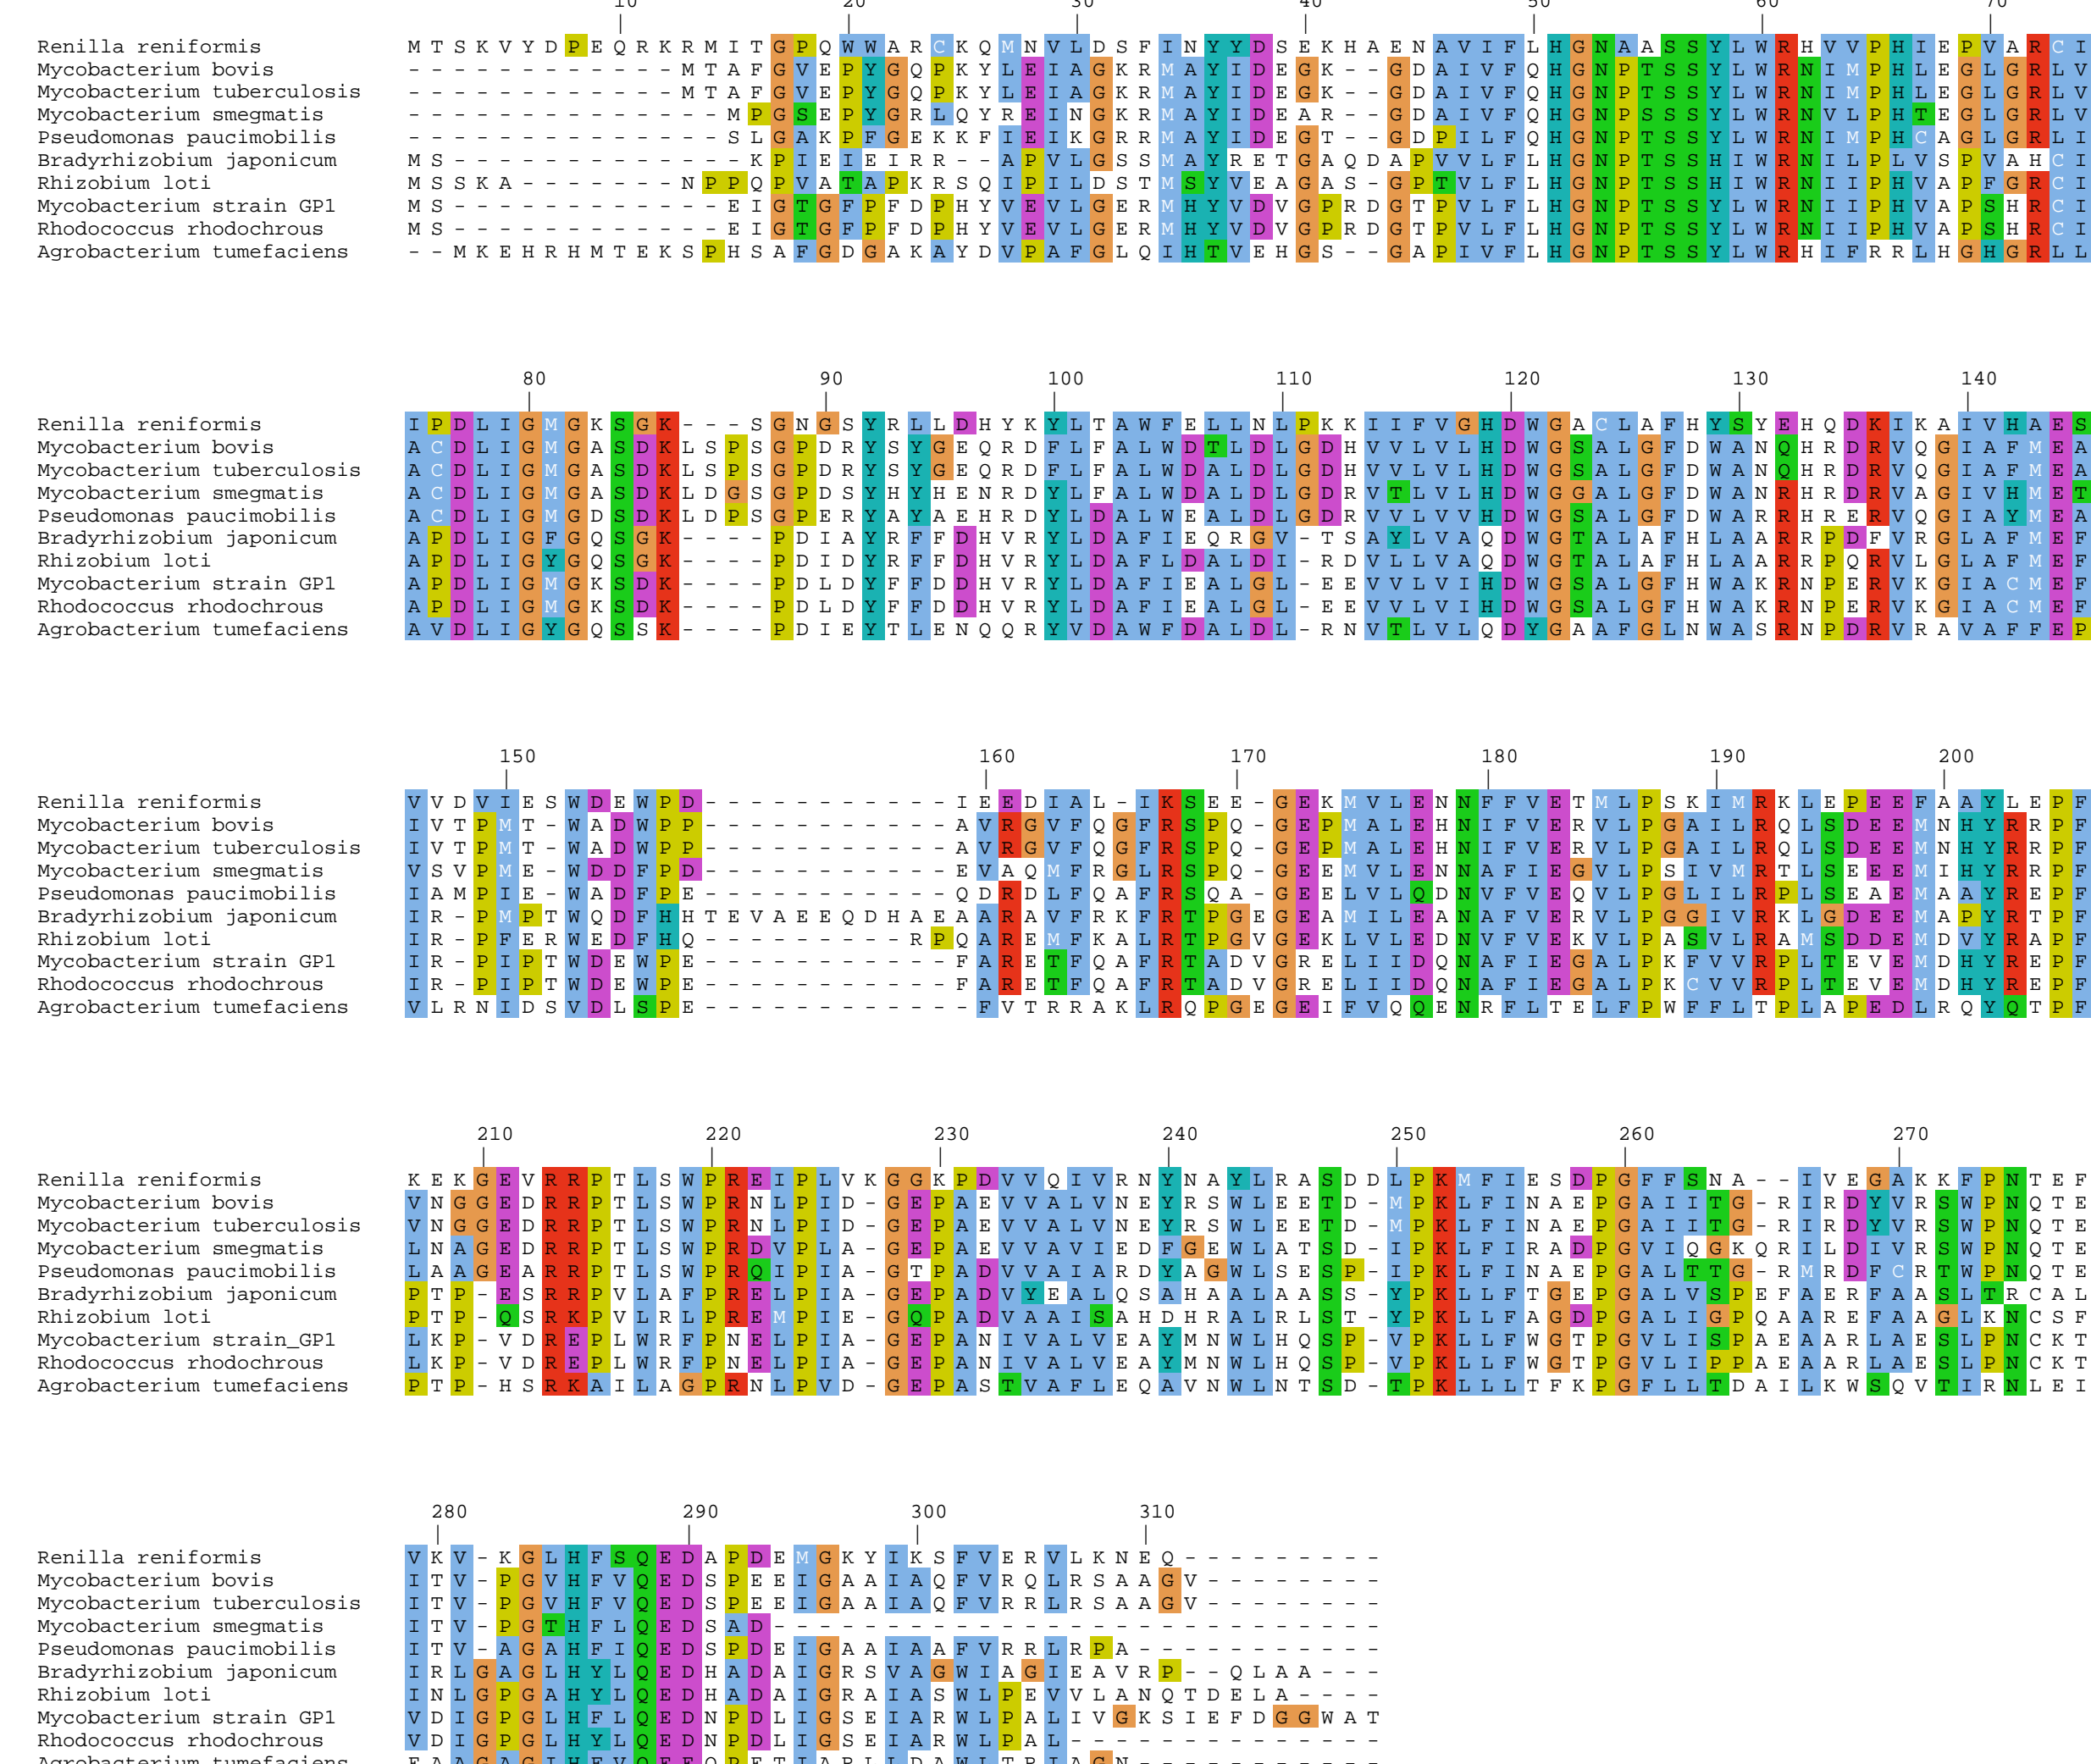 10 20 30 40 50 60 70
Renilla reniformis MTSKVYDPEQRKRMITGPQWWARCKQMNVLDSFINYYDSEKHAENAVIFLHGNAASSYLWRHVVPHIEPVARCI
Mycobacterium bovis ------------MTAFGVEPYGQPKYLEIAGKRMAYIDEGK--GDAIVFQHGNPTSSYLWRNIMPHLEGLGRLV
Mycobacterium tuberculosis ------------MTAFGVEPYGQPKYLEIAGKRMAYIDEGK--GDAIVFQHGNPTSSYLWRNIMPHLEGLGRLV
Mycobacterium smegmatis --------------MPGSEPYGRLQYREINGKRMAYIDEAR--GDAIVFQHGNPSSSYLWRNVLPHTEGLGRLV
Pseudomonas paucimobilis --------------SLGAKPFGEKKFIEIKGRRMAYIDEGT--GDPILFQHGNPTSSYLWRNIMPHCAGLGRLI
Bradyrhizobium japonicum MS-------------KPIEIEIRR--APVLGSSMAYRETGAQDAPVVLFLHGNPTSSHIWRNILPLVSPVAHCI
Rhizobium loti MSSKA-------NPPQPVATAPKRSQIPILDSTMSYVEAGAS-GPTVLFLHGNPTSSHIWRNIIPHVAPFGRCI
Mycobacterium strain GP1 MS------------EIGTGFPFDPHYVEVLGERMHYVDVGPRDGTPVLFLHGNPTSSYLWRNIIPHVAPSHRCI
Rhodococcus rhodochrous MS------------EIGTGFPFDPHYVEVLGERMHYVDVGPRDGTPVLFLHGNPTSSYLWRNIIPHVAPSHRCI
Agrobacterium tumefaciens --MKEHRHMTEKSPHSAFGDGAKAYDVPAFGLQIHTVEHGS--GAPIVFLHGNPTSSYLWRHIFRRLHGHGRLL
80 90 100 110 120 130 140
Renilla reniformis IPDLIGMGKSGK---SGNGSYRLLDHYKYLTAWFELLNLPKKIIFVGHDWGACLAFHYSYEHQDKIKAIVHAES
Mycobacterium bovis ACDLIGMGASDKLSPSGPDRYSYGEQRDFLFALWDTLDLGDHVVLVLHDWGSALGFDWANQHRDRVQGIAFMEA
Mycobacterium tuberculosis ACDLIGMGASDKLSPSGPDRYSYGEQRDFLFALWDALDLGDHVVLVLHDWGSALGFDWANQHRDRVQGIAFMEA
Mycobacterium smegmatis ACDLIGMGASDKLDGSGPDSYHYHENRDYLFALWDALDLGDRVTLVLHDWGGALGFDWANRHRDRVAGIVHMET
Pseudomonas paucimobilis ACDLIGMGDSDKLDPSGPERYAYAEHRDYLDALWEALDLGDRVVLVVHDWGSALGFDWARRHRERVQGIAYMEA
Bradyrhizobium japonicum APDLIGFGQSGK----PDIAYRFFDHVRYLDAFIEQRGV-TSAYLVAQDWGTALAFHLAARRPDFVRGLAFMEF
Rhizobium loti APDLIGYGQSGK----PDIDYRFFDHVRYLDAFLDALDI-RDVLLVAQDWGTALAFHLAARRPQRVLGLAFMEF
Mycobacterium strain GP1 APDLIGMGKSDK----PDLDYFFDDHVRYLDAFIEALGL-EEVVLVIHDWGSALGFHWAKRNPERVKGIACMEF
Rhodococcus rhodochrous APDLIGMGKSDK----PDLDYFFDDHVRYLDAFIEALGL-EEVVLVIHDWGSALGFHWAKRNPERVKGIACMEF
Agrobacterium tumefaciens AVDLIGYGQSSK----PDIEYTLENQQRYVDAWFDALDL-RNVTLVLQDYGAAFGLNWASRNPDRVRAVAFFEP
150 160 170 180 190 200
Renilla reniformis VVDVIESWDEWPD-----------IEEDIAL-IKSEE-GEKMVLENNFFVETMLPSKIMRKLEPEEFAAYLEPF
Mycobacterium bovis IVTPMT-WADWPP-----------AVRGVFQGFRSPQ-GEPMALEHNIFVERVLPGAILRQLSDEEMNHYRRPF
Mycobacterium tuberculosis IVTPMT-WADWPP-----------AVRGVFQGFRSPQ-GEPMALEHNIFVERVLPGAILRQLSDEEMNHYRRPF
Mycobacterium smegmatis VSVPME-WDDFPD-----------EVAQMFRGLRSPQ-GEEMVLENNAFIEGVLPSIVMRTLSEEEMIHYRRPF
Pseudomonas paucimobilis IAMPIE-WADFPE-----------QDRDLFQAFRSQA-GEELVLQDNVFVEQVLPGLILRPLSEAEMAAYREPF
Bradyrhizobium japonicum IR-PMPTWQDFHHTEVAEEQDHAEAARAVFRKFRTPGEGEAMILEANAFVERVLPGGIVRKLGDEEMAPYRTPF
Rhizobium loti IR-PFERWEDFHQ---------RPQAREMFKALRTPGVGEKLVLEDNVFVEKVLPASVLRAMSDDEMDVYRAPF
Mycobacterium strain GP1 IR-PIPTWDEWPE-----------FARETFQAFRTADVGRELIIDQNAFIEGALPKFVVRPLTEVEMDHYREPF
Rhodococcus rhodochrous IR-PIPTWDEWPE-----------FARETFQAFRTADVGRELIIDQNAFIEGALPKCVVRPLTEVEMDHYREPF
Agrobacterium tumefaciens VLRNIDSVDLSPE------------FVTRRAKLRQPGEGEIFVQQENRFLTELFPWFFLTPLAPEDLRQYQTPF
210 220 230 240 250 260 270
Renilla reniformis KEKGEVRRPTLSWPREIPLVKGGKPDVVQIVRNYNAYLRASDDLPKMFIESDPGFFSNA--IVEGAKKFPNTEF
Mycobacterium bovis VNGGEDRRPTLSWPRNLPID-GEPAEVVALVNEYRSWLEETD-MPKLFINAEPGAIITG-RIRDYVRSWPNQTE
Mycobacterium tuberculosis VNGGEDRRPTLSWPRNLPID-GEPAEVVALVNEYRSWLEETD-MPKLFINAEPGAIITG-RIRDYVRSWPNQTE
Mycobacterium smegmatis LNAGEDRRPTLSWPRDVPLA-GEPAEVVAVIEDFGEWLATSD-IPKLFIRADPGVIQGKQRILDIVRSWPNQTE
Pseudomonas paucimobilis LAAGEARRPTLSWPRQIPIA-GTPADVVAIARDYAGWLSESP-IPKLFINAEPGALTTG-RMRDFCRTWPNQTE
Bradyrhizobium japonicum PTP-ESRRPVLAFPRELPIA-GEPADVYEALQSAHAALAASS-YPKLLFTGEPGALVSPEFAERFAASLTRCAL
Rhizobium loti PTP-QSRKPVLRLPREMPIE-GQPADVAAISAHDHRALRLST-YPKLLFAGDPGALIGPQAAREFAAGLKNCSF
Mycobacterium strain_GP1 LKP-VDREPLWRFPNELPIA-GEPANIVALVEAYMNWLHQSP-VPKLLFWGTPGVLISPAEAARLAESLPNCKT
Rhodococcus rhodochrous LKP-VDREPLWRFPNELPIA-GEPANIVALVEAYMNWLHQSP-VPKLLFWGTPGVLIPPAEAARLAESLPNCKT
Agrobacterium tumefaciens PTP-HSRKAILAGPRNLPVD-GEPASTVAFLEQAVNWLNTSD-TPKLLLTFKPGFLLTDAILKWSQVTIRNLEI
280 290 300 310
Renilla reniformis VKV-KGLHFSQEDAPDEMGKYIKSFVERVLKNEQ---------
Mycobacterium bovis ITV-PGVHFVQEDSPEEIGAAIAQFVRQLRSAAGV--------
Mycobacterium tuberculosis ITV-PGVHFVQEDSPEEIGAAIAQFVRRLRSAAGV--------
Mycobacterium smegmatis ITV-PGTHFLQEDSAD---------------------------
Pseudomonas paucimobilis ITV-AGAHFIQEDSPDEIGAAIAAFVRRLRPA-----------
Bradyrhizobium japonicum IRLGAGLHYLQEDHADAIGRSVAGWIAGIEAVRP--QLAA---
Rhizobium loti INLGPGAHYLQEDHADAIGRAIASWLPEVVLANQTDELA----
Mycobacterium strain GP1 VDIGPGLHFLQEDNPDLIGSEIARWLPALIVGKSIEFDGGWAT
Rhodococcus rhodochrous VDIGPGLHYLQEDNPDLIGSEIARWLPAL--------------
Agrobacterium tumefaciens EAAGAGIHFVQEEQPETIARLLDAWLTRIAGN-----------